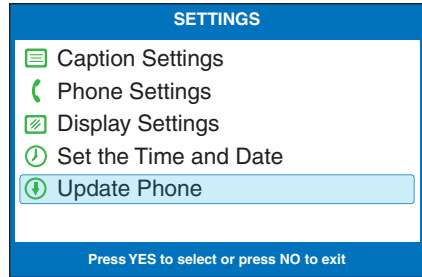 SETTINGS
Caption Settings
Phone Settings
Display Settings
Set the Time and Date
Update Phone
Press YES to select or press NO to exit